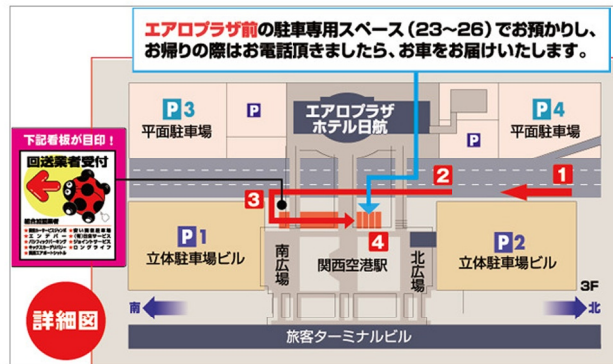 エアロプラザ前の駐車専用スペース（23～26）でお預かりし、
お帰りの際はお電話頂きましたら、お車をお届けいたします。
P3
平面駐車場
P
エアロプラザ
ホテル日航
P
P4
平面駐車場
下記看板が目印！
回送業者受付
総合加盟業者
1
2
3
4
P1
立体駐車場ビル
南広場
関西空港駅
北広場
P2
立体駐車場ビル
3F
南
北
詳細図
旅客ターミナルビル